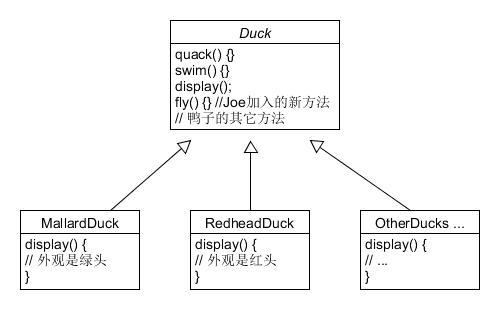 Duck
quack() {}
swim() {}
display();
fly() {} //Joe加入的新方法
// 鸭子的其它方法
MallardDuck
display() {
// 外观是绿头
}
RedheadDuck
display() {
// 外观是红头
}
OtherDucks ...
display() {
// ...
}